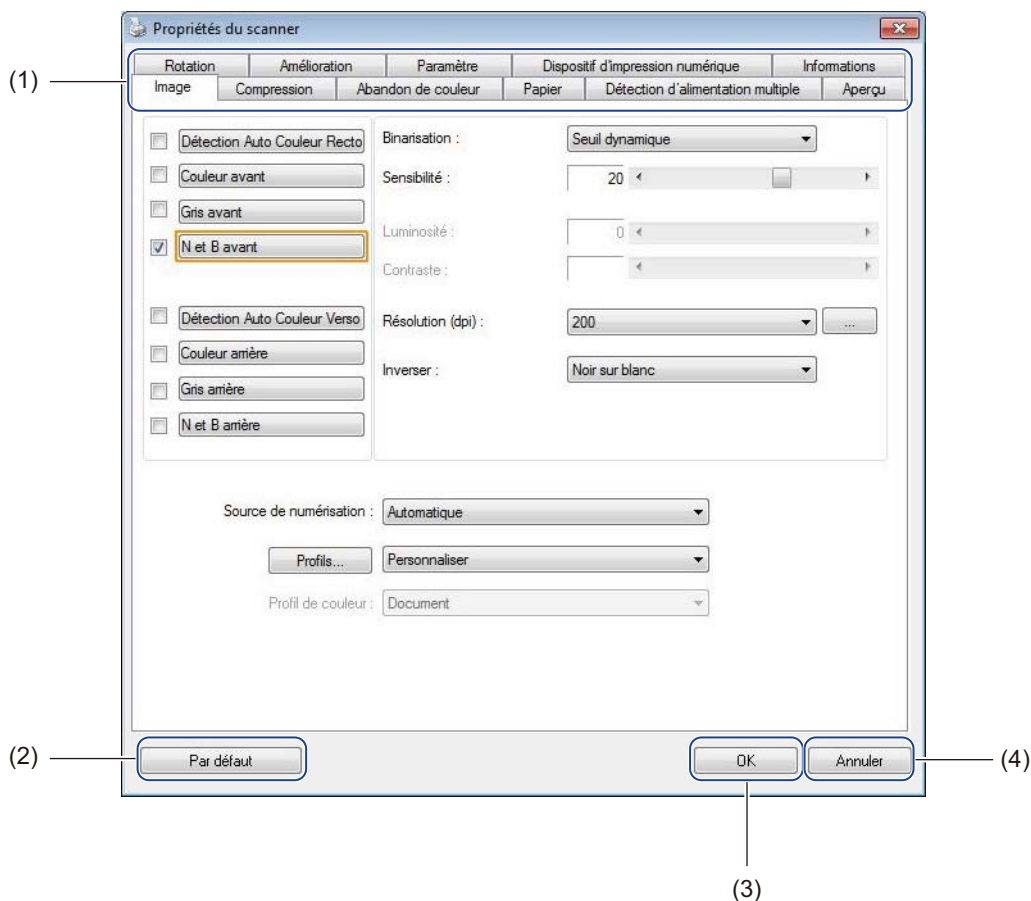 Propriétés du scanner
(1)
Rotation Amélioration Paramètre Dispositif d'impression numérique Informations
Image Compression Abandon de couleur Papier Détection d'alimentation multiple Aperçu
Détection Auto Couleur Recto
Couleur avant
Gris avant
N et B avant
Détection Auto Couleur Verso
Couleur arrière
Gris arrière
N et B arrière
Binarisation : Seuil dynamique
Sensibilité : 20
Luminosité : 0
Contraste :
Résolution (dpi) : 200 ...
Inverser : Noir sur blanc
Source de numérisation : Automatique
Profils... Personnaliser
Profil de couleur : Document
(2) Par défaut OK Annuler (4)
(3)